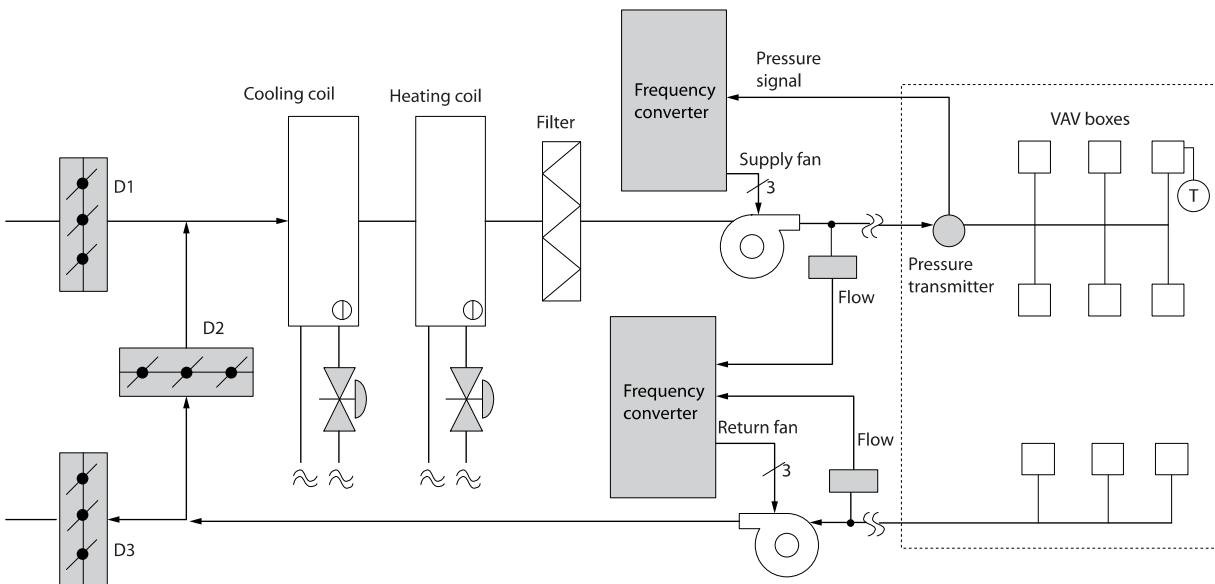 Cooling coil
Heating coil
Filter
Frequency
converter
Pressure
signal
VAV boxes
D1
Supply fan
3
T
Pressure
transmitter
Flow
D2
Frequency
converter
Return fan
Flow
3
D3